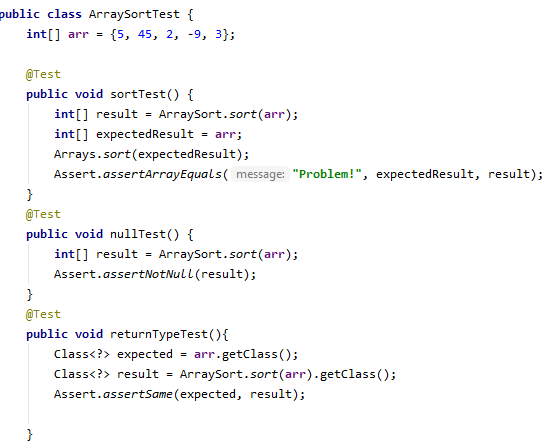 public class ArraySortTest {
int[] arr = {5, 45, 2, -9, 3};
@Test
public void sortTest() {
int[] result = ArraySort.sort(arr);
int[] expectedResult = arr;
Arrays.sort(expectedResult);
Assert.assertArrayEquals( message: "Problem!", expectedResult, result);
}
@Test
public void nullTest() {
int[] result = ArraySort.sort(arr);
Assert.assertNotNull(result);
}
@Test
public void returnTypeTest(){
Class<?> expected = arr.getClass();
Class<?> result = ArraySort.sort(arr).getClass();
Assert.assertSame(expected, result);
}